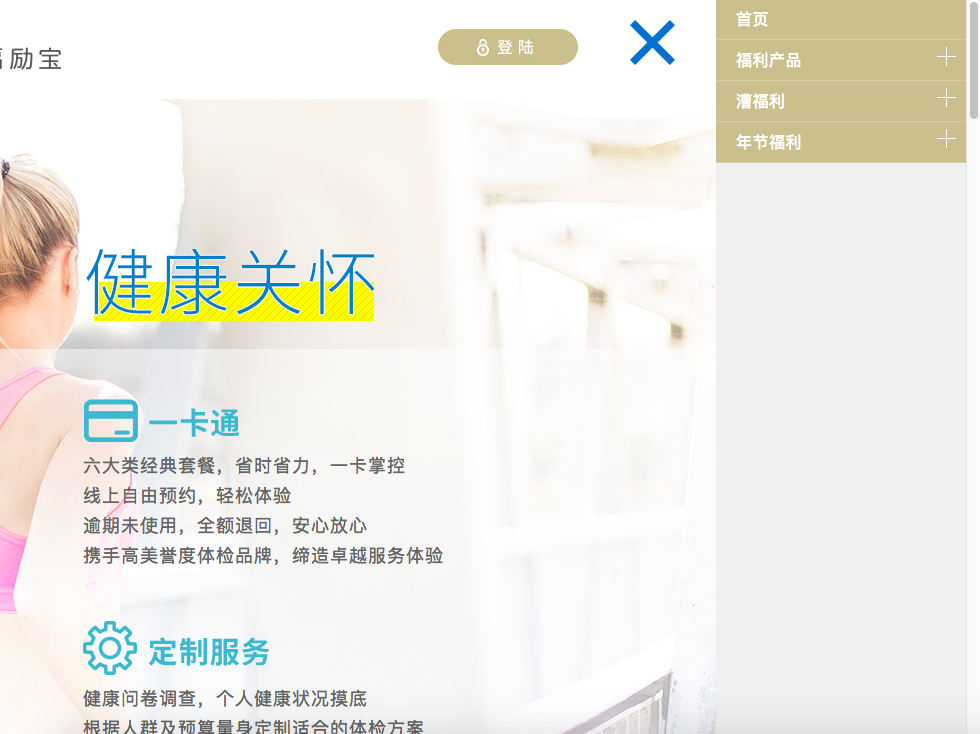 励宝
登陆
首页
福利产品
漕福利
年节福利
健康关怀
一卡通
六大类经典套餐，省时省力，一卡掌控
线上自由预约，轻松体验
逾期未使用，全额退回，安心放心
携手高美誉度体检品牌，缔造卓越服务体验
定制服务
健康问卷调查，个人健康状况摸底
根据人群及预算量身定制适合的体检方案